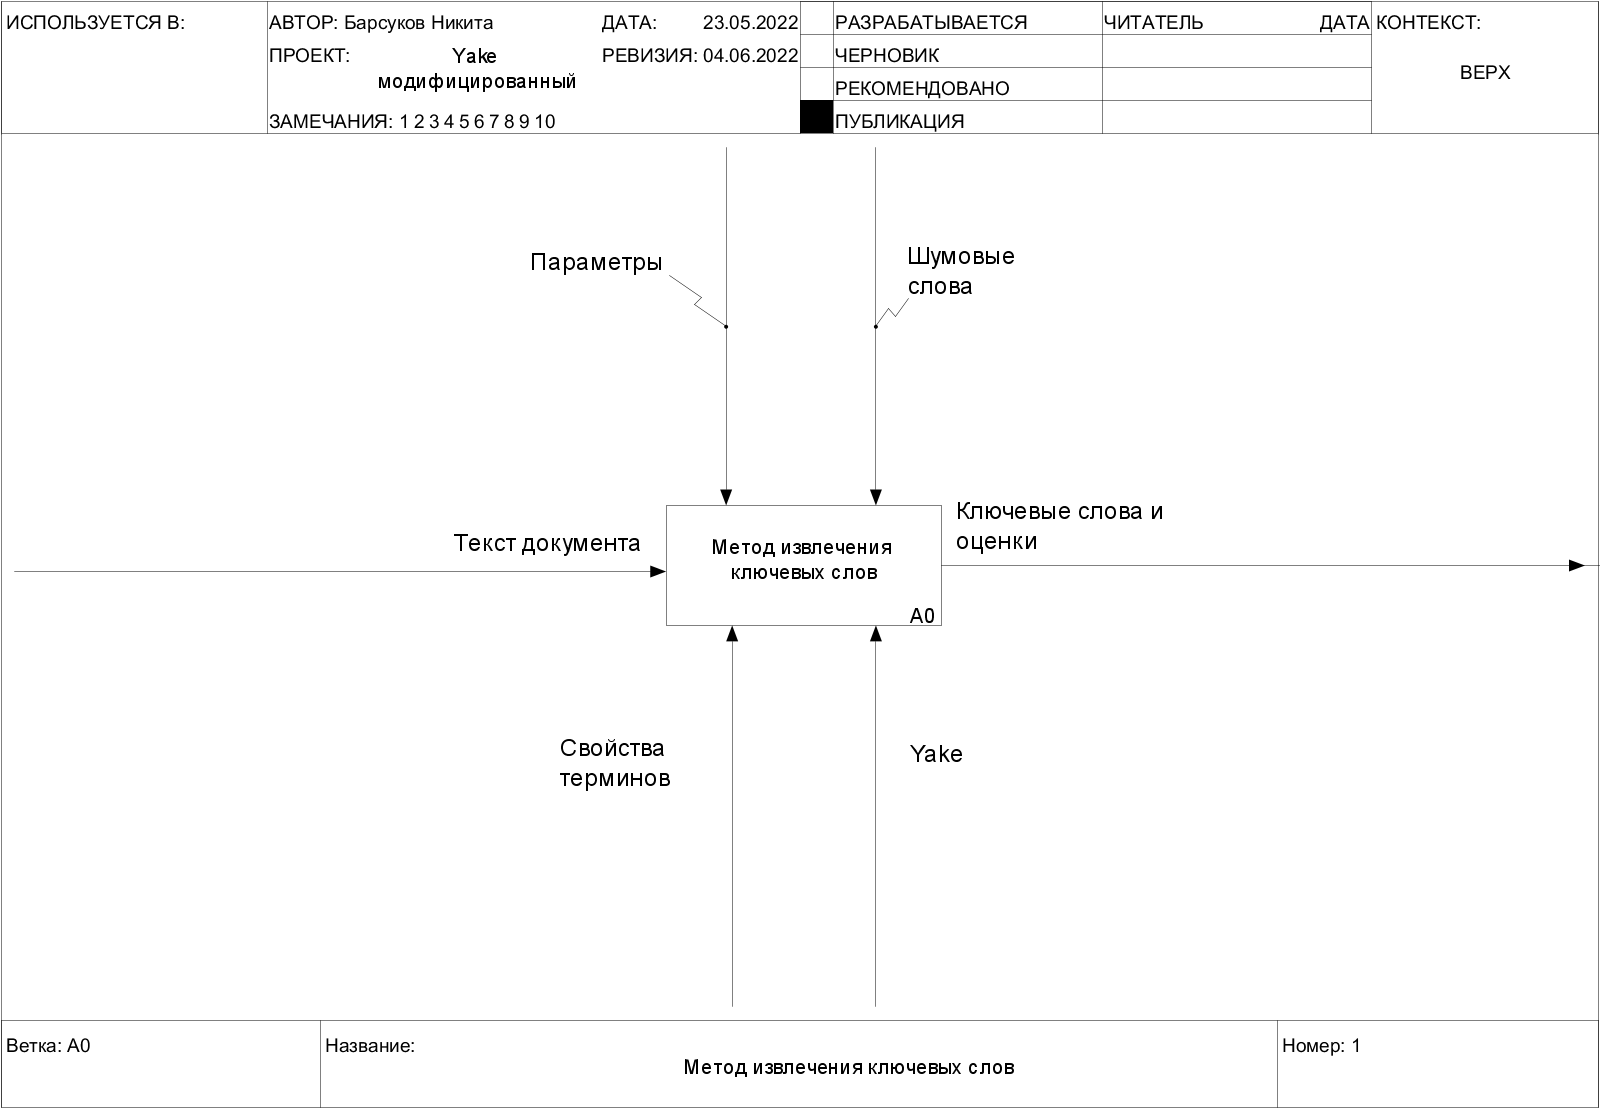 ИСПОЛЬЗУЕТСЯ В:
АВТОР: Барсуков Никита
ДАТА: 23.05.2022
ПРОЕКТ: Yake
модифицированный
РЕВИЗИЯ: 04.06.2022
ЗАМЕЧАНИЯ: 1 2 3 4 5 6 7 8 9 10
РАЗРАБАТЫВАЕТСЯ
ЧЕРНОВИК
РЕКОМЕНДОВАНО
ПУБЛИКАЦИЯ
ЧИТАТЕЛЬ ДАТА
КОНТЕКСТ:
ВЕРХ
Параметры
Шумовые
слова
Текст документа
Метод извлечения
ключевых слов
A0
Ключевые слова и
оценки
Свойства
терминов
Yake
Ветка: A0
Название:
Метод извлечения ключевых слов
Номер: 1